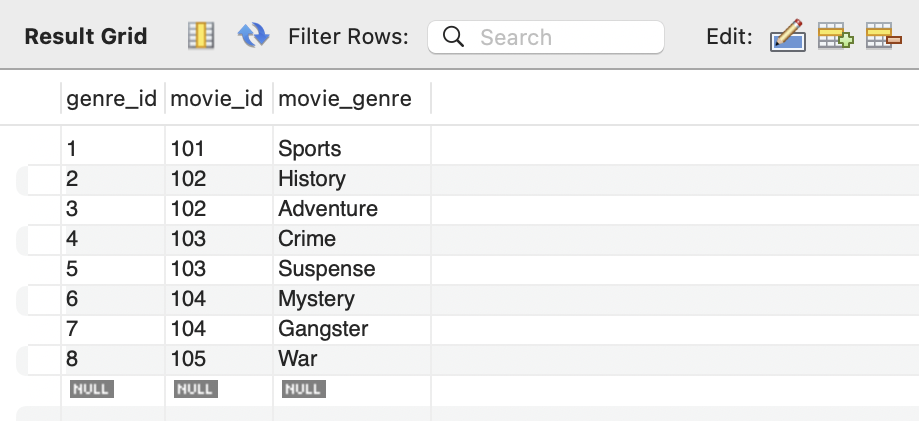 Result Grid Filter Rows: Search Edit:
genre_id movie_id movie_genre
1 101 Sports
2 102 History
3 102 Adventure
4 103 Crime
5 103 Suspense
6 104 Mystery
7 104 Gangster
8 105 War
NULL NULL NULL